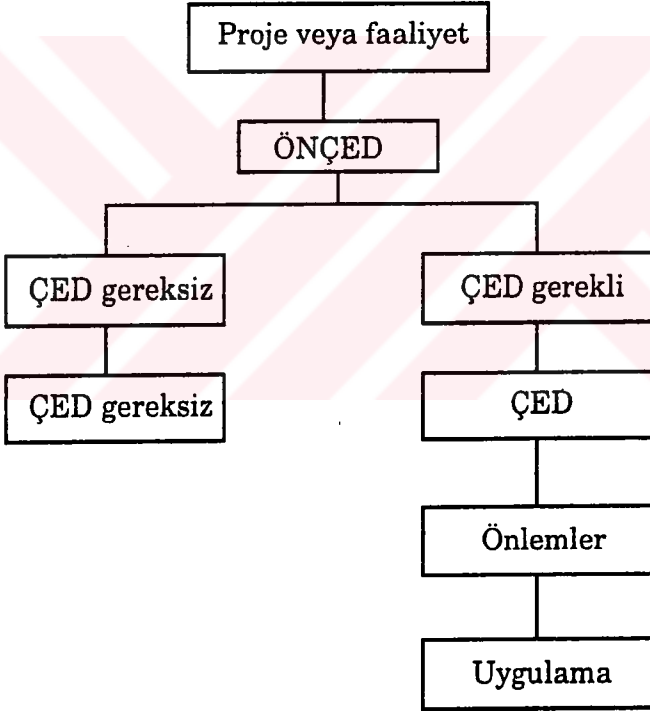 Proje veya faaliyet
ÖNÇED
ÇED gereksiz
ÇED gerekli
ÇED gereksiz
ÇED
Önlemler
Uygulama